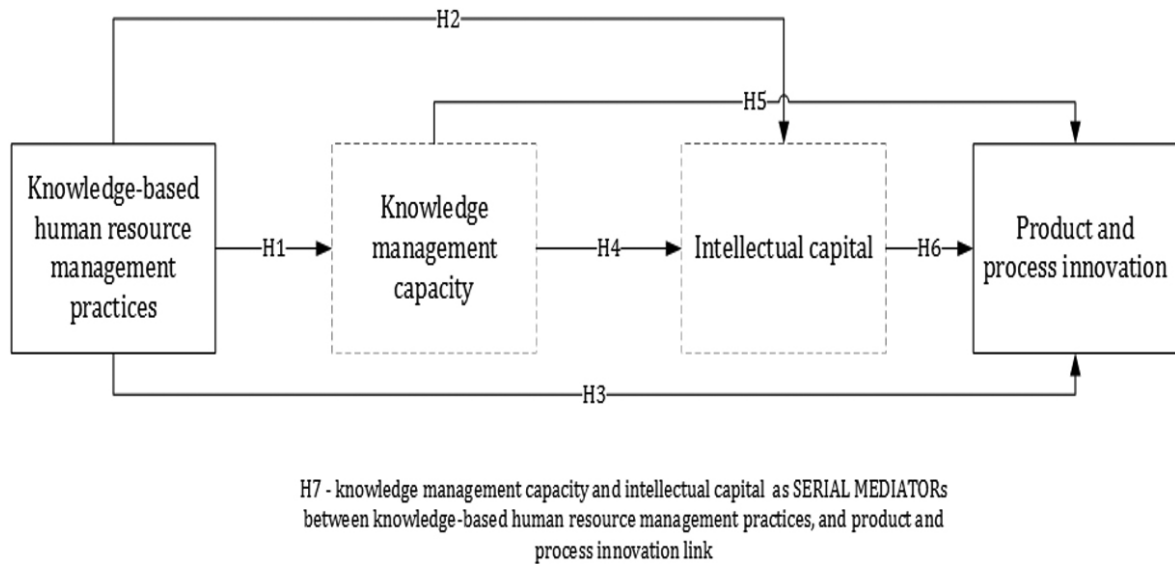 H2
H5
Knowledge-based
human resource
management
practices
H1
Knowledge
management
capacity
H4
Intellectual capital
H6
Product and
process innovation
H3
H7 - knowledge management capacity and intellectual capital as SERIAL MEDIATORs
between knowledge-based human resource management practices, and product and
process innovation link